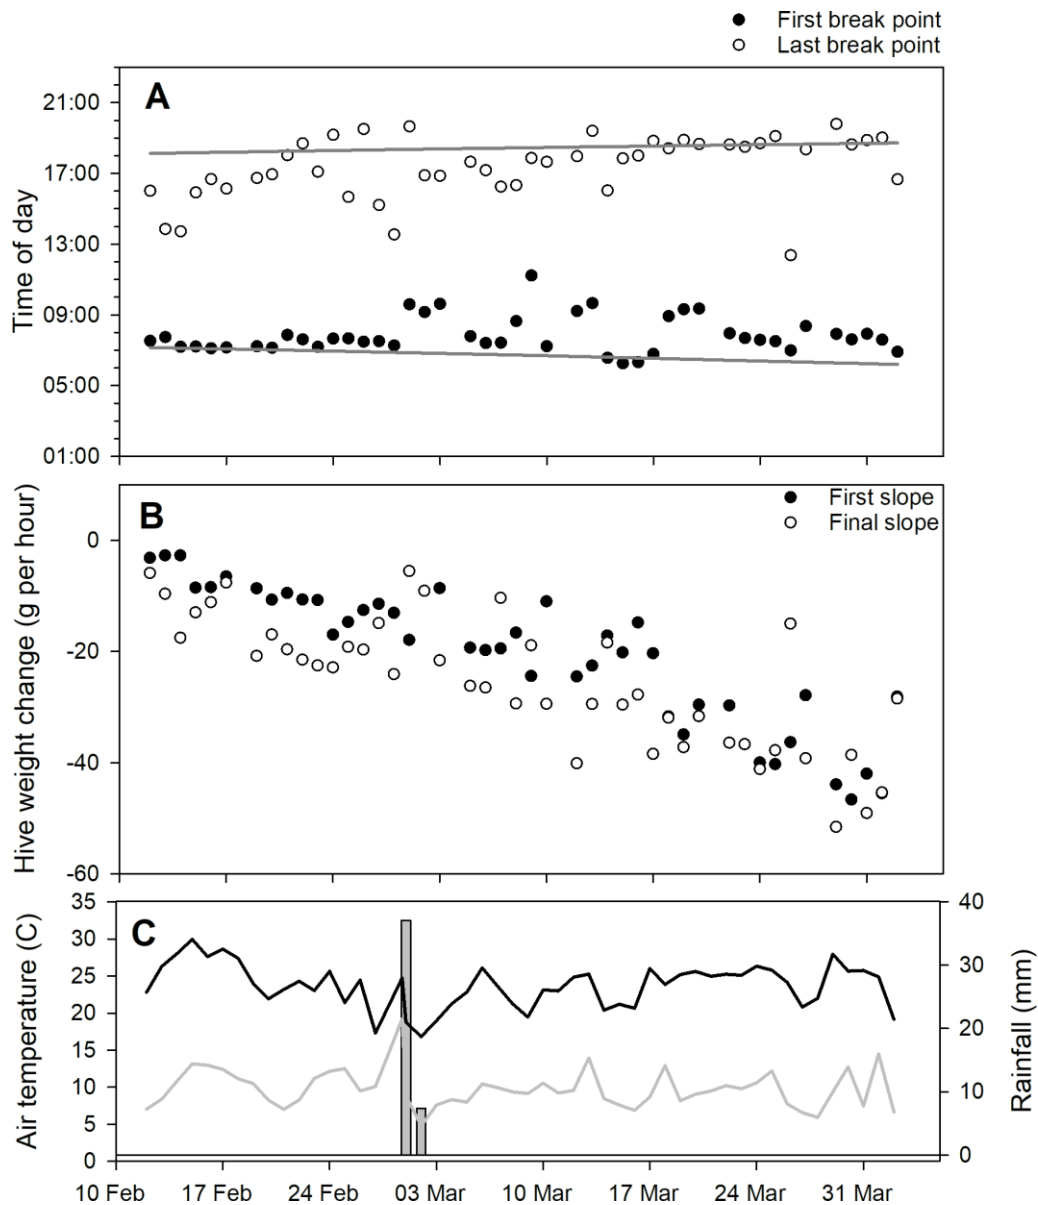 First break point
Last break point
A
21:00
17:00
13:00
09:00
05:00
01:00
Time of day
B
First slope
Final slope
0
-20
-40
-60
Hive weight change (g per hour)
C
35
30
25
20
15
10
5
0
Air temperature (C)
40
30
20
10
0
Rainfall (mm)
10 Feb 17 Feb 24 Feb 03 Mar 10 Mar 17 Mar 24 Mar 31 Mar